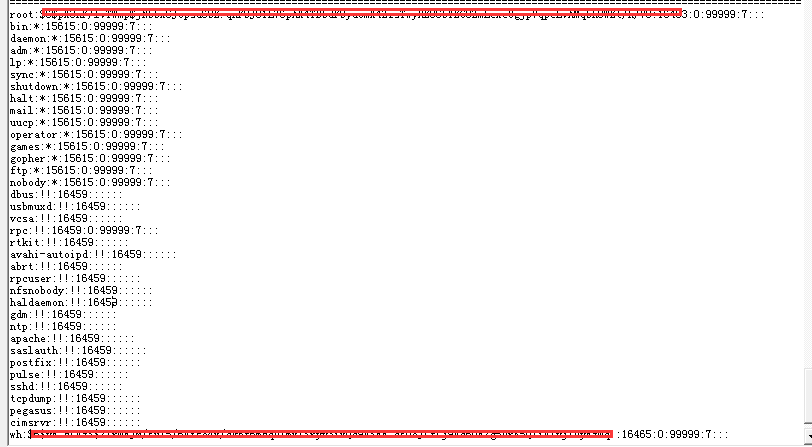 root:$
3:0:99999:7:::
bin:*:15615:0:99999:7:::
daemon:*:15615:0:99999:7:::
adm:*:15615:0:99999:7:::
lp:*:15615:0:99999:7:::
sync:*:15615:0:99999:7:::
shutdown:*:15615:0:99999:7:::
halt:*:15615:0:99999:7:::
mail:*:15615:0:99999:7:::
uucp:*:15615:0:99999:7:::
operator:*:15615:0:99999:7:::
games:*:15615:0:99999:7:::
gopher:*:15615:0:99999:7:::
ftp:*:15615:0:99999:7:::
nobody:*:15615:0:99999:7:::
dbus:!!:16459::::::
usbmuxd:!!:16459::::::
vcsa:!!:16459::::::
rpc:!!:16459:0:99999:7:::
rtkit:!!:16459::::::
avahi-autoipd:!!:16459::::::
abrt:!!:16459::::::
rpcuser:!!:16459::::::
nfsnobody:!!:16459::::::
haldaemon:!!:16459::::::
gdm:!!:16459::::::
ntp:!!:16459::::::
apache:!!:16459::::::
saslauth:!!:16459::::::
postfix:!!:16459::::::
pulse:!!:16459::::::
sshd:!!:16459::::::
tcpdump:!!:16459::::::
pegasus:!!:16459::::::
cimsrvr:!!:16459::::::
wh:$
:16465:0:99999:7:::